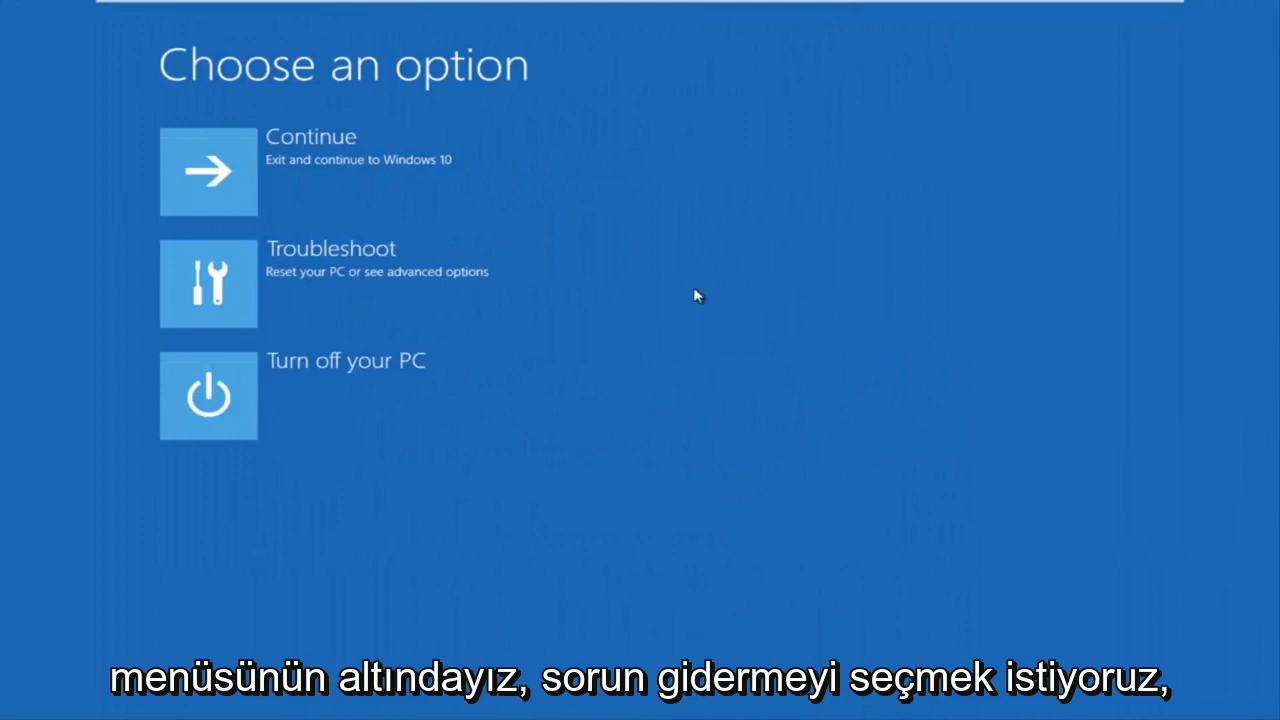 Choose an option
Continue
Exit and continue to Windows 10
Troubleshoot
Reset your PC or see advanced options
Turn off your PC
menüsünün altındayız, sorun gidermeyi seçmek istiyoruz,